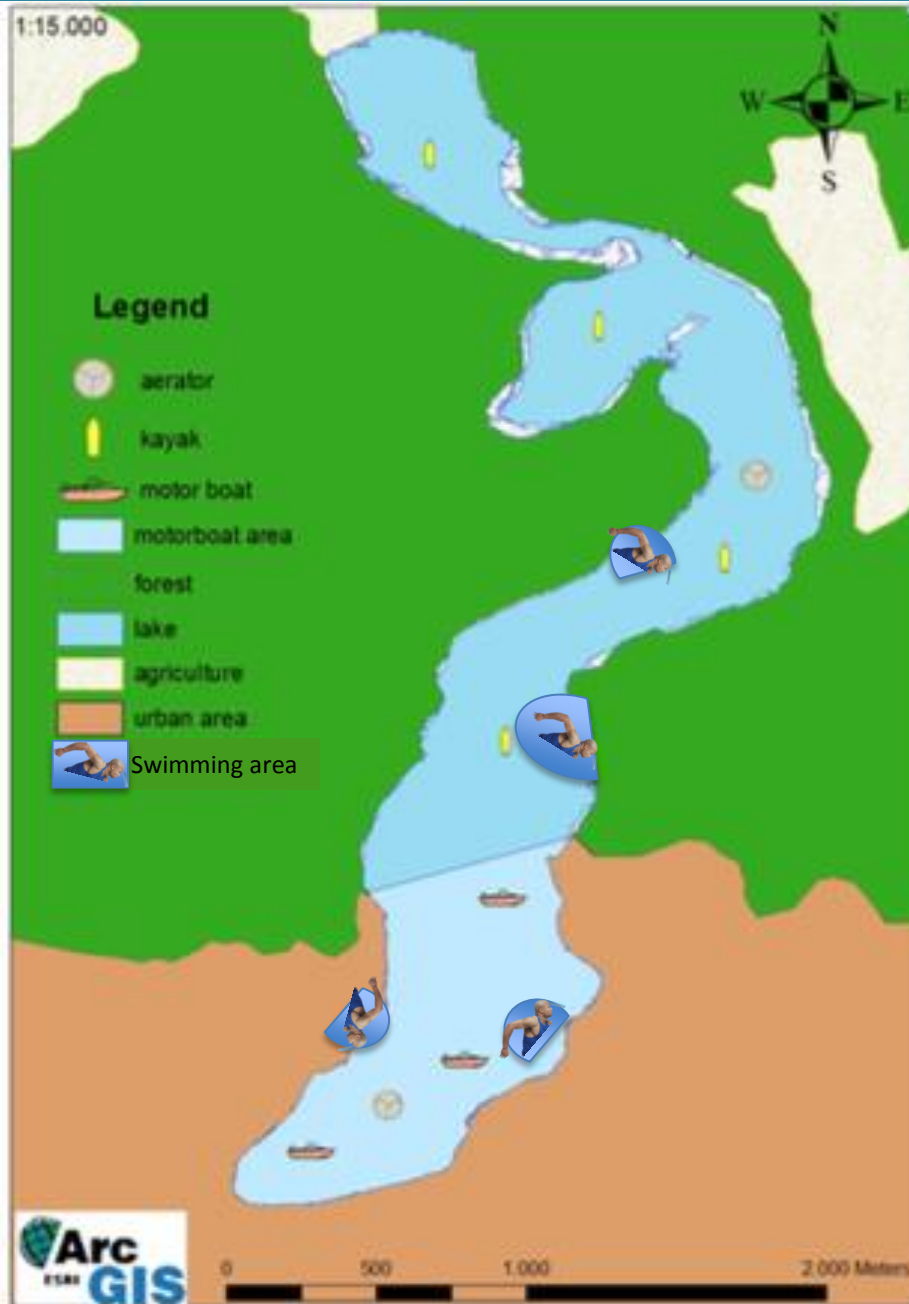 1:15.000
N
W E
S
Legend
aerator
kayak
motor boat
motorboat area
forest
lake
agriculture
urban area
Swimming area
Arc
ESRI GIS
0 500 1.000 2.000 Meters